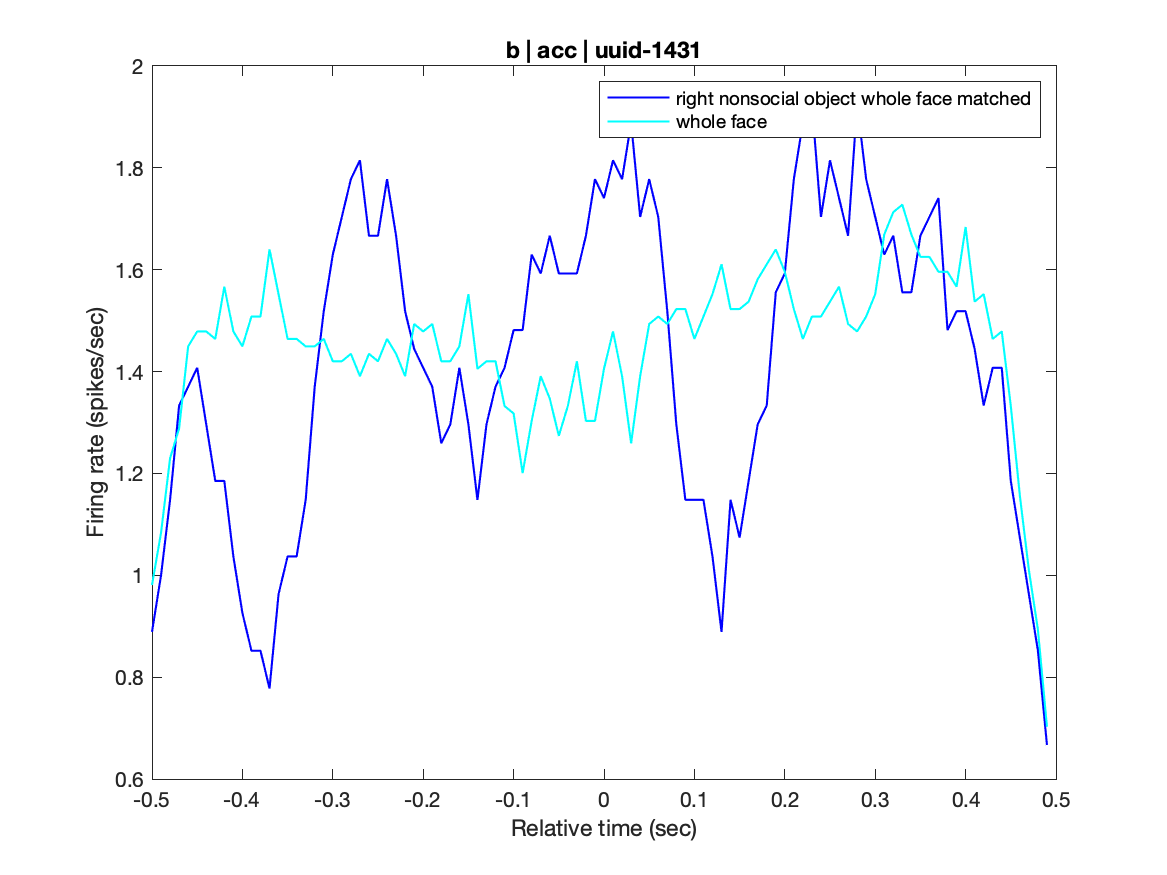 b | acc | uuid-1431
right nonsocial object whole face matched
whole face
2
1.8
1.6
1.4
1.2
1
0.8
0.6
Firing rate (spikes/sec)
-0.5 -0.4 -0.3 -0.2 -0.1 0 0.1 0.2 0.3 0.4 0.5
Relative time (sec)